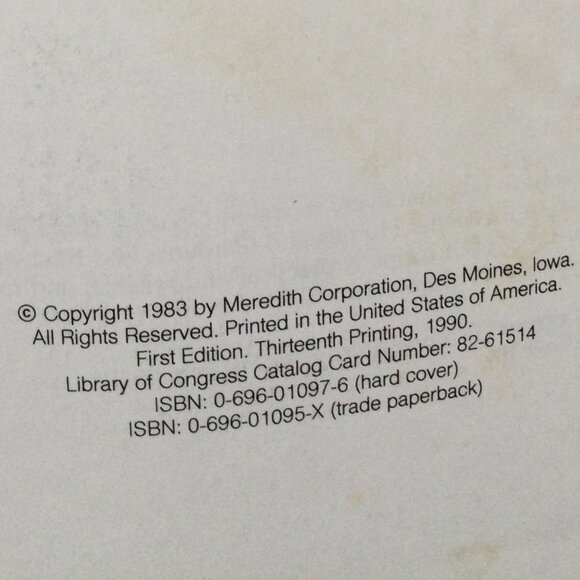 © Copyright 1983 by Meredith Corporation, Des Moines, Iowa.
All Rights Reserved. Printed in the United States of America.
First Edition. Thirteenth Printing, 1990.
Library of Congress Catalog Card Number: 82-61514
ISBN: 0-696-01097-6 (hard cover)
ISBN: 0-696-01095-X (trade paperback)